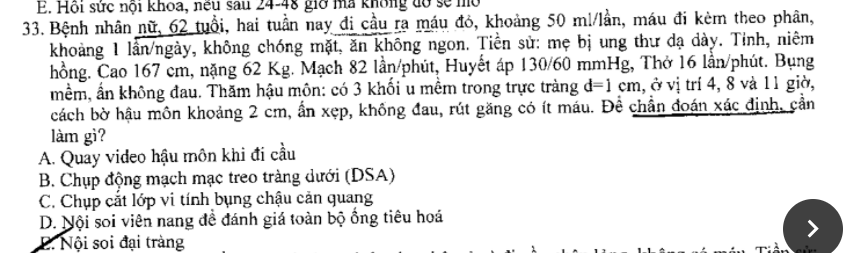 E. Hồi sức nội khoa, nếu sau 24-48 giờ mà không đỡ sẽ mổ
33. Bệnh nhân nữ, 62 tuổi, hai tuần nay đi cầu ra máu đỏ, khoảng 50 ml/lần, máu đi kèm theo phân,
khoảng 1 lần/ngày, không chóng mặt, ăn không ngon. Tiền sử: mẹ bị ung thư dạ dày. Tỉnh, niêm
hồng. Cao 167 cm, nặng 62 Kg. Mạch 82 lần/phút, Huyết áp 130/60 mmHg, Thở 16 lần/phút. Bụng
mềm, ấn không đau. Thăm hậu môn: có 3 khối u mềm trong trực tràng d=1 cm, ở vị trí 4, 8 và 11 giờ,
cách bờ hậu môn khoảng 2 cm, ấn xẹp, không đau, rút găng có ít máu. Để chẩn đoán xác định, cần
làm gì?
A. Quay video hậu môn khi đi cầu
B. Chụp động mạch mạc treo tràng dưới (DSA)
C. Chụp cắt lớp vi tính bụng chậu cản quang
D. Nội soi viên nang để đánh giá toàn bộ ống tiêu hoá
E. Nội soi đại tràng